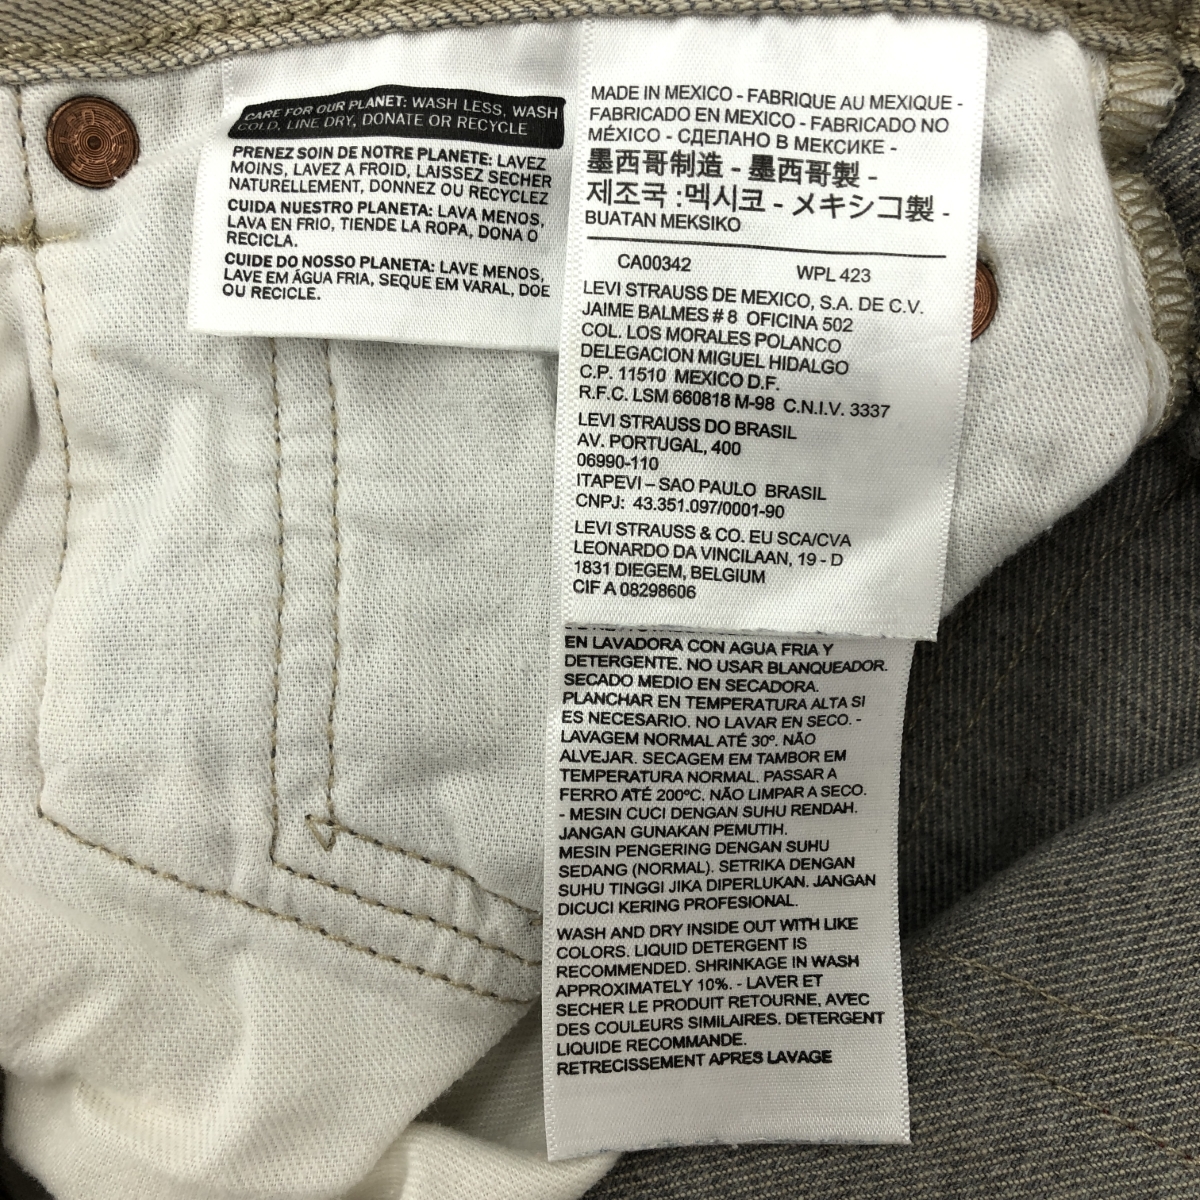 CARE FOR OUR PLANET: WASH LESS, WASH
COLD, LINE DRY, DONATE OR RECYCLE
PRENEZ SOIN DE NOTRE PLANETE: LAVEZ
MOINS, LAVEZ A FROID, LAISSEZ SECHER
NATURELLEMENT, DONNEZ OU RECYCLEZ
CUIDA NUESTRO PLANETA: LAVA MENOS,
LAVA EN FRIO, TIENDE LA ROPA, DONA O
RECICLA.
CUIDE DO NOSSO PLANETA: LAVE MENOS,
LAVE EM ÁGUA FRIA, SEQUE EM VARAL, DOE
OU RECICLE.
MADE IN MEXICO - FABRIQUE AU MEXIQUE -
FABRICADO EN MEXICO - FABRICADO NO
MÉXICO - СДЕЛАНО В МЕКСИКЕ -
墨西哥制造 - 墨西哥製 -
제조국 :멕시코 - メキシコ製 -
BUATAN MEKSIKO
CA00342 WPL 423
LEVI STRAUSS DE MEXICO, S.A. DE C.V.
JAIME BALMES # 8 OFICINA 502
COL. LOS MORALES POLANCO
DELEGACION MIGUEL HIDALGO
C.P. 11510 MEXICO D.F.
R.F.C. LSM 660818 M-98 C.N.I.V. 3337
LEVI STRAUSS DO BRASIL
AV. PORTUGAL, 400
06990-110
ITAPEVI – SAO PAULO BRASIL
CNPJ: 43.351.097/0001-90
LEVI STRAUSS & CO. EU SCA/CVA
LEONARDO DA VINCILAAN, 19 - D
1831 DIEGEM, BELGIUM
CIF A 08298606
EN LAVADORA CON AGUA FRIA Y
DETERGENTE. NO USAR BLANQUEADOR.
SECADO MEDIO EN SECADORA.
PLANCHAR EN TEMPERATURA ALTA SI
ES NECESARIO. NO LAVAR EN SECO. -
LAVAGEM NORMAL ATÉ 30º. NÃO
ALVEJAR. SECAGEM EM TAMBOR EM
TEMPERATURA NORMAL. PASSAR A
FERRO ATÉ 200ºC. NÃO LIMPAR A SECO.
- MESIN CUCI DENGAN SUHU RENDAH.
JANGAN GUNAKAN PEMUTIH.
MESIN PENGERING DENGAN SUHU
SEDANG (NORMAL). SETRIKA DENGAN
SUHU TINGGI JIKA DIPERLUKAN. JANGAN
DICUCI KERING PROFESIONAL.
WASH AND DRY INSIDE OUT WITH LIKE
COLORS. LIQUID DETERGENT IS
RECOMMENDED. SHRINKAGE IN WASH
APPROXIMATELY 10%. - LAVER ET
SECHER LE PRODUIT RETOURNE, AVEC
DES COULEURS SIMILAIRES. DETERGENT
LIQUIDE RECOMMANDE.
RETRECISSEMENT APRES LAVAGE